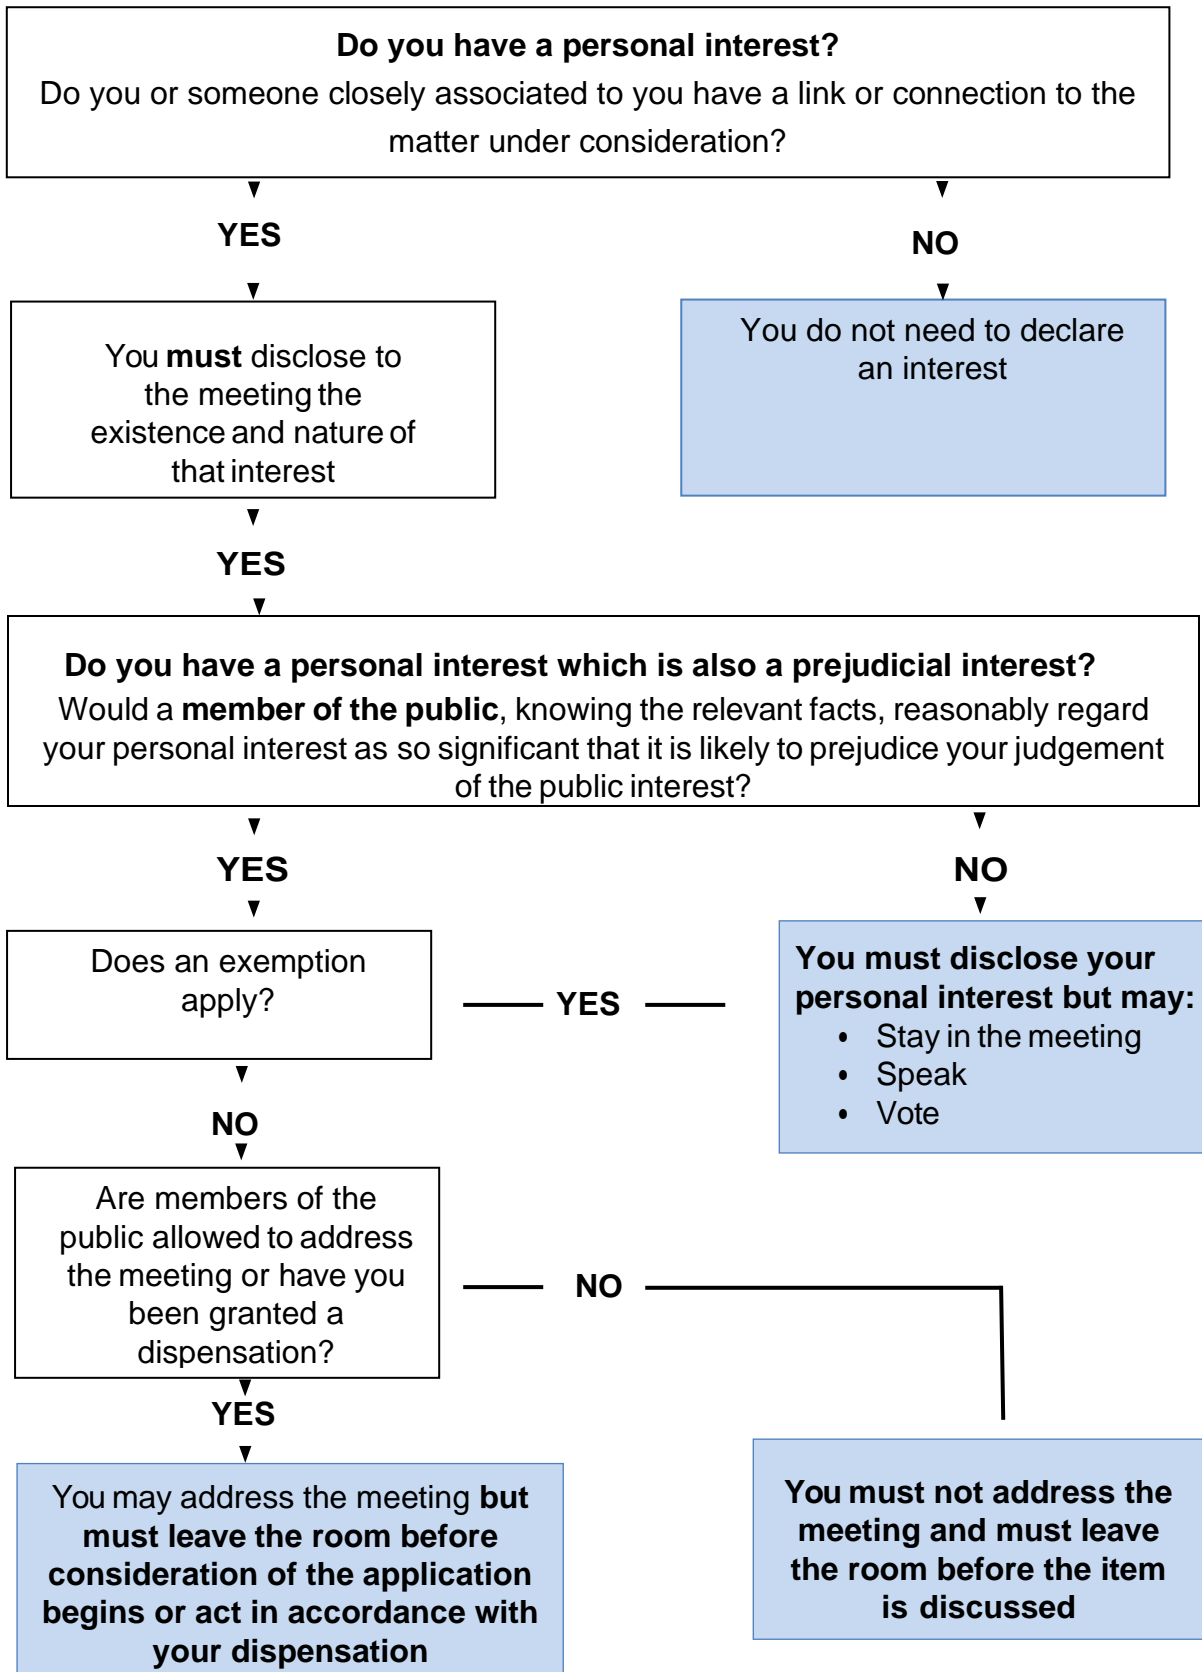 Do you have a personal interest?
Do you or someone closely associated to you have a link or connection to the
matter under consideration?
YES
NO
You must disclose to
the meeting the
existence and nature of
that interest
You do not need to declare
an interest
YES
Do you have a personal interest which is also a prejudicial interest?
Would a member of the public, knowing the relevant facts, reasonably regard
your personal interest as so significant that it is likely to prejudice your judgement
of the public interest?
YES
NO
Does an exemption
apply?
YES
You must disclose your
personal interest but may:
• Stay in the meeting
• Speak
• Vote
NO
Are members of the
public allowed to address
the meeting or have you
been granted a
dispensation?
NO
YES
You may address the meeting but
must leave the room before
consideration of the application
begins or act in accordance with
your dispensation
You must not address the
meeting and must leave
the room before the item
is discussed